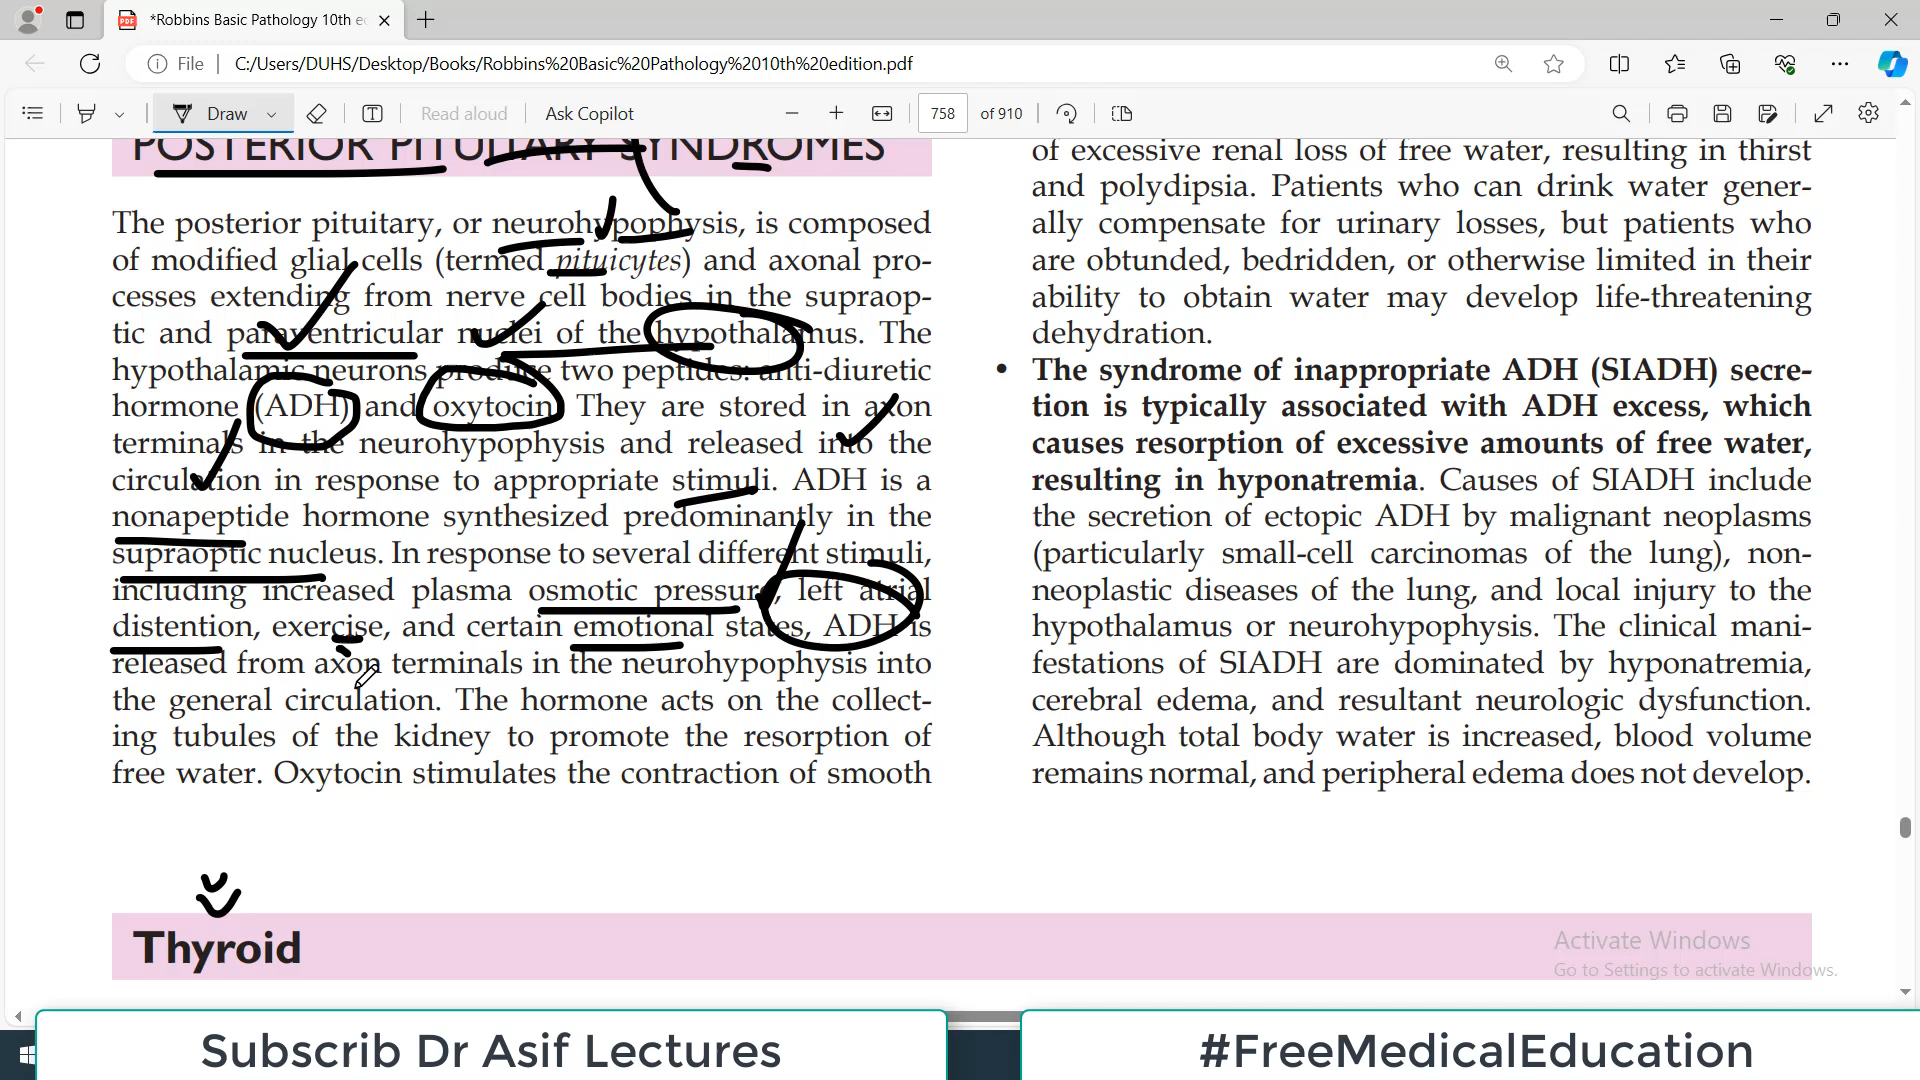 *Robbins Basic Pathology 10th e
File
C:/Users/DUHS/Desktop/Books/Robbins%20Basic%20Pathology%2010th%20edition.pdf
Draw
Read aloud
Ask Copilot
758 of 910
POSTERIOR PITUITARY SYNDROMES
The posterior pituitary, or neurohypophysis, is composed
of modified glial cells (termed pituicytes) and axonal pro-
cesses extending from nerve cell bodies in the supraop-
tic and paraventricular nuclei of the hypothalamus. The
hypothalamic neurons produce two peptides: anti-diuretic
hormone (ADH) and oxytocin. They are stored in axon
terminals in the neurohypophysis and released into the
circulation in response to appropriate stimuli. ADH is a
nonapeptide hormone synthesized predominantly in the
supraoptic nucleus. In response to several different stimuli,
including increased plasma osmotic pressure, left atrial
distention, exercise, and certain emotional states, ADH is
released from axon terminals in the neurohypophysis into
the general circulation. The hormone acts on the collect-
ing tubules of the kidney to promote the resorption of
free water. Oxytocin stimulates the contraction of smooth
of excessive renal loss of free water, resulting in thirst
and polydipsia. Patients who can drink water gener-
ally compensate for urinary losses, but patients who
are obtunded, bedridden, or otherwise limited in their
ability to obtain water may develop life-threatening
dehydration.
• The syndrome of inappropriate ADH (SIADH) secre-
tion is typically associated with ADH excess, which
causes resorption of excessive amounts of free water,
resulting in hyponatremia. Causes of SIADH include
the secretion of ectopic ADH by malignant neoplasms
(particularly small-cell carcinomas of the lung), non-
neoplastic diseases of the lung, and local injury to the
hypothalamus or neurohypophysis. The clinical mani-
festations of SIADH are dominated by hyponatremia,
cerebral edema, and resultant neurologic dysfunction.
Although total body water is increased, blood volume
remains normal, and peripheral edema does not develop.
Thyroid
Activate Windows
Go to Settings to activate Windows.
Subscrib Dr Asif Lectures
#FreeMedicalEducation